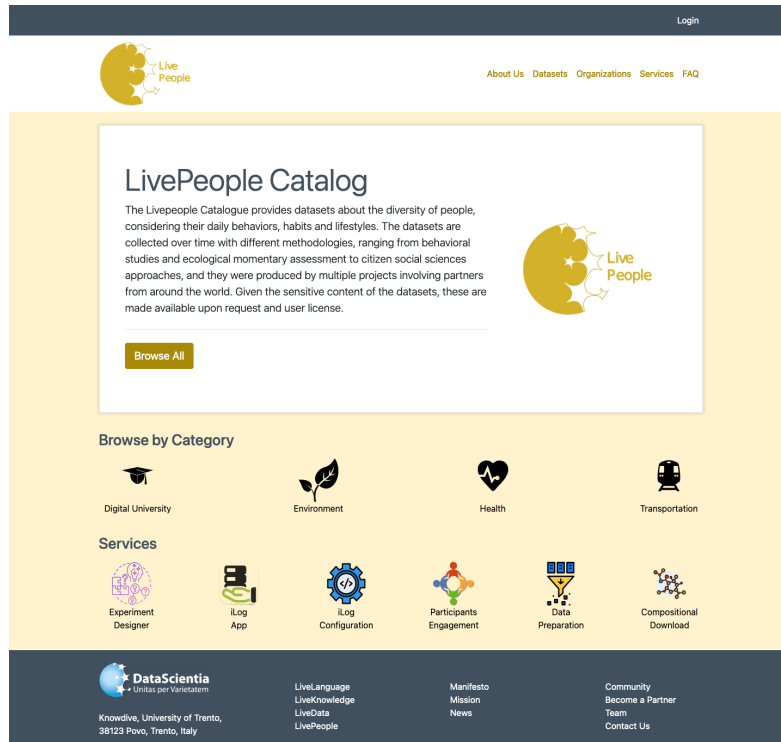 Login
Live
People
About Us Datasets Organizations Services FAQ
LivePeople Catalog
The Livepeople Catalogue provides datasets about the diversity of people,
considering their daily behaviors, habits and lifestyles. The datasets are
collected over time with different methodologies, ranging from behavioral
studies and ecological momentary assessment to citizen social sciences
approaches, and they were produced by multiple projects involving partners
from around the world. Given the sensitive content of the datasets, these are
made available upon request and user license.
Live
People
Browse All
Browse by Category
Digital University
Environment
Health
Transportation
Services
Experiment
Designer
iLog
App
iLog
Configuration
Participants
Engagement
Data
Preparation
Compositional
Download
DataScientia
Unitas per Varietatem
Knowdive, University of Trento,
38123 Povo, Trento, Italy
LiveLanguage
LiveKnowledge
LiveData
LivePeople
Manifesto
Mission
News
Community
Become a Partner
Team
Contact Us